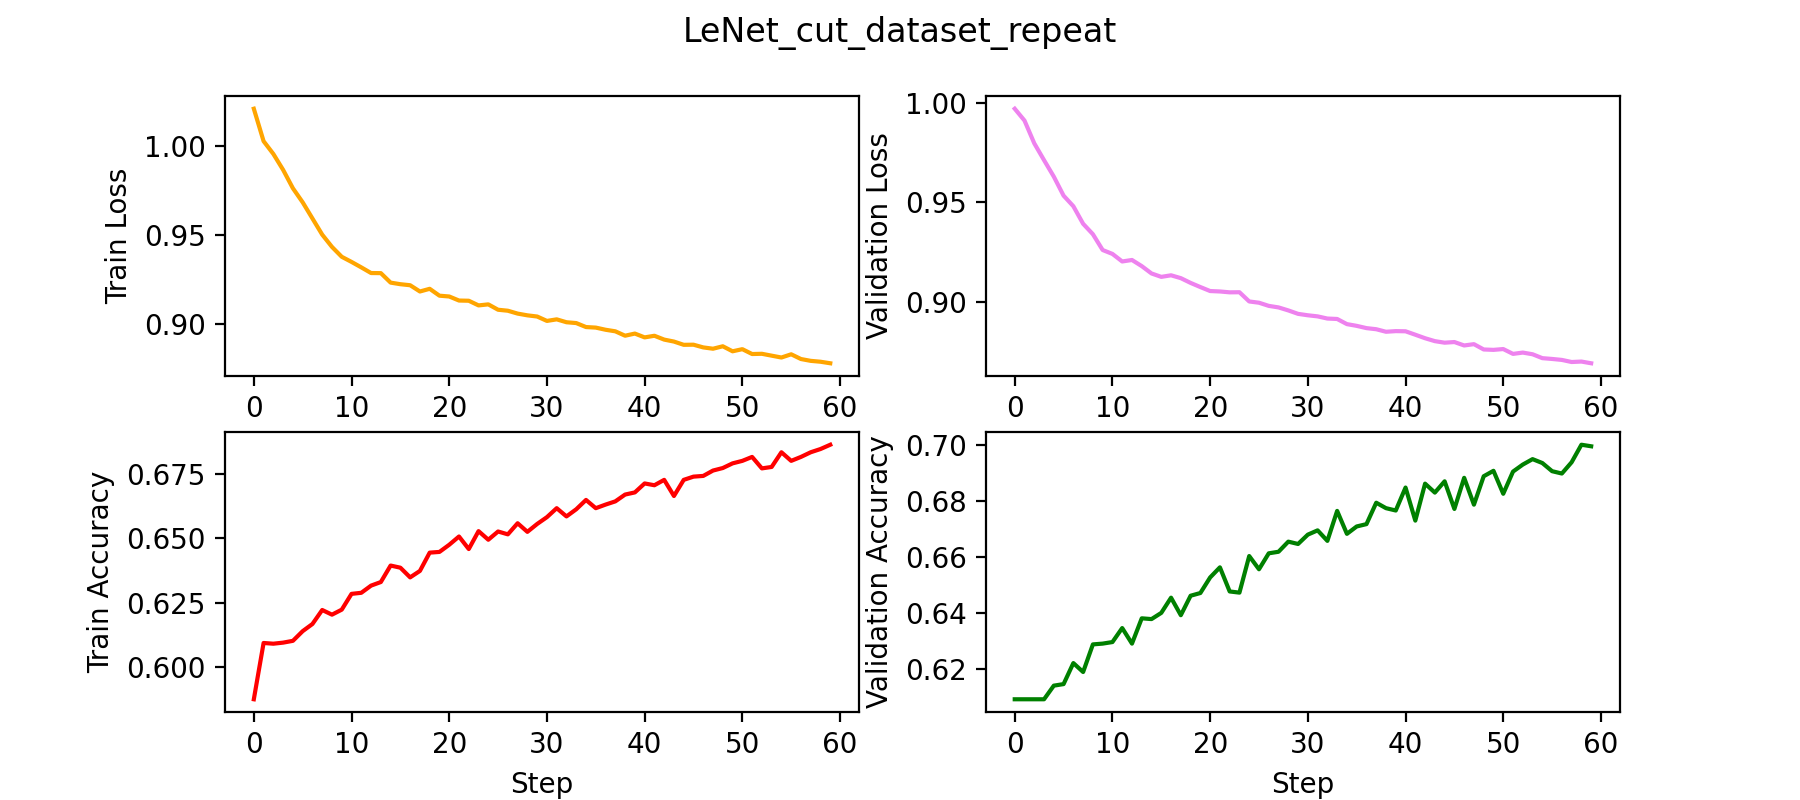 LeNet_cut_dataset_repeat
Train Loss
1.00
0.95
0.90
0 10 20 30 40 50 60
Validation Loss
1.00
0.95
0.90
0 10 20 30 40 50 60
Train Accuracy
0.675
0.650
0.625
0.600
0 10 20 30 40 50 60
Step
Validation Accuracy
0.70
0.68
0.66
0.64
0.62
0 10 20 30 40 50 60
Step